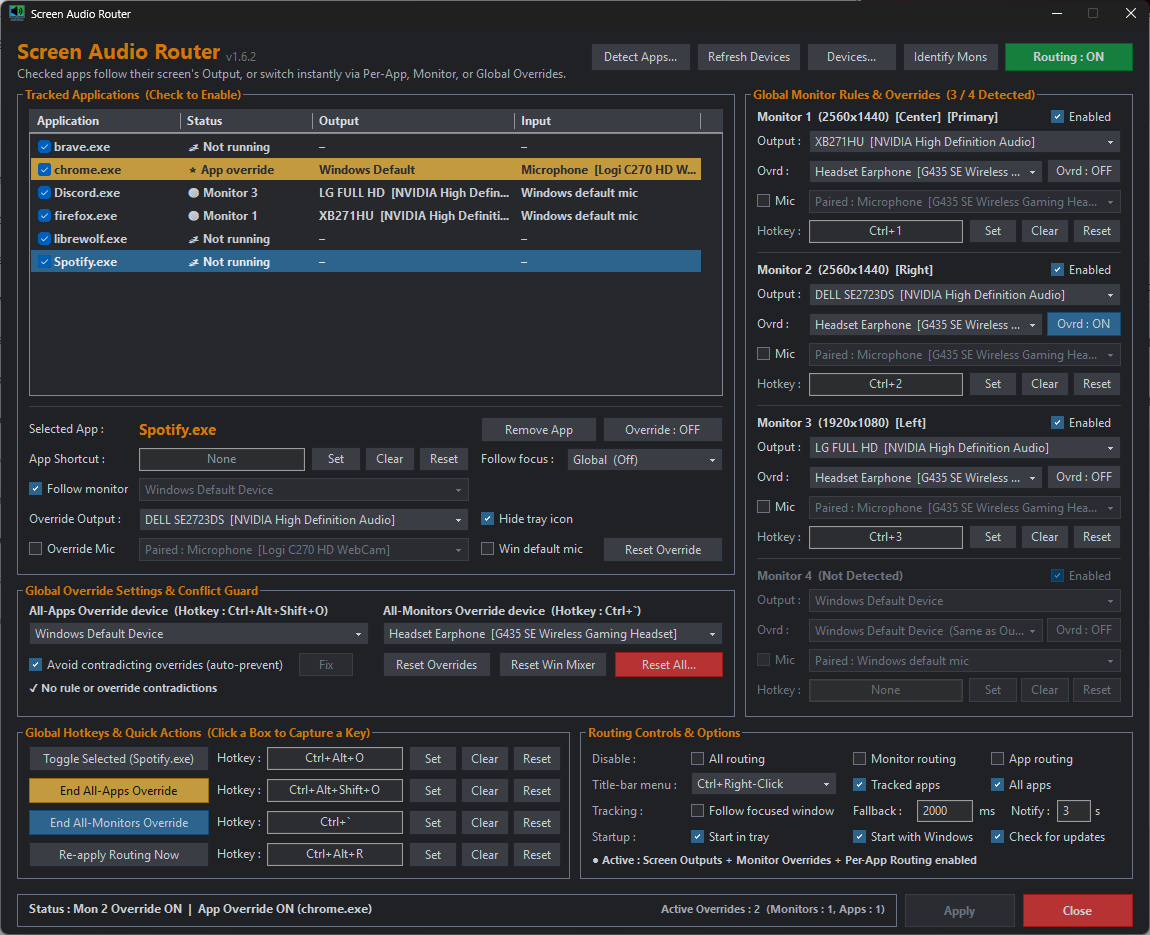 Screen Audio Router
Screen Audio Router v1.6.2
Checked apps follow their screen's Output, or switch instantly via Per-App, Monitor, or Global Overrides.
Detect Apps... Refresh Devices Devices... Identify Mons Routing : ON
Tracked Applications (Check to Enable)
Application Status Output Input
brave.exe Not running – –
chrome.exe ★ App override Windows Default Microphone [Logi C270 HD W...
Discord.exe ● Monitor 3 LG FULL HD [NVIDIA High Defin... Windows default mic
firefox.exe ● Monitor 1 XB271HU [NVIDIA High Definiti... Windows default mic
librewolf.exe Not running – –
Spotify.exe Not running – –
Selected App : Spotify.exe Remove App Override : OFF
App Shortcut : None Set Clear Reset Follow focus : Global (Off)
Follow monitor Windows Default Device
Override Output : DELL SE2723DS [NVIDIA High Definition Audio] Hide tray icon
Override Mic Paired : Microphone [Logi C270 HD WebCam] Win default mic Reset Override
Global Override Settings & Conflict Guard
All-Apps Override device (Hotkey : Ctrl+Alt+Shift+O) All-Monitors Override device (Hotkey : Ctrl+`)
Windows Default Device Headset Earphone [G435 SE Wireless Gaming Headset]
Avoid contradicting overrides (auto-prevent) Fix Reset Overrides Reset Win Mixer Reset All...
✓ No rule or override contradictions
Global Hotkeys & Quick Actions (Click a Box to Capture a Key)
Toggle Selected (Spotify.exe) Hotkey : Ctrl+Alt+O Set Clear Reset
End All-Apps Override Hotkey : Ctrl+Alt+Shift+O Set Clear Reset
End All-Monitors Override Hotkey : Ctrl+` Set Clear Reset
Re-apply Routing Now Hotkey : Ctrl+Alt+R Set Clear Reset
Global Monitor Rules & Overrides (3 / 4 Detected)
Monitor 1 (2560x1440) [Center] [Primary] Enabled
Output : XB271HU [NVIDIA High Definition Audio]
Ovrd : Headset Earphone [G435 SE Wireless ... Ovrd : OFF
Mic Paired : Microphone [G435 SE Wireless Gaming Hea...
Hotkey : Ctrl+1 Set Clear Reset
Monitor 2 (2560x1440) [Right] Enabled
Output : DELL SE2723DS [NVIDIA High Definition Audio]
Ovrd : Headset Earphone [G435 SE Wireless ... Ovrd : ON
Mic Paired : Microphone [G435 SE Wireless Gaming Hea...
Hotkey : Ctrl+2 Set Clear Reset
Monitor 3 (1920x1080) [Left] Enabled
Output : LG FULL HD [NVIDIA High Definition Audio]
Ovrd : Headset Earphone [G435 SE Wireless ... Ovrd : OFF
Mic Paired : Microphone [G435 SE Wireless Gaming Hea...
Hotkey : Ctrl+3 Set Clear Reset
Monitor 4 (Not Detected) Enabled
Output : Windows Default Device
Ovrd : Windows Default Device (Same as Ou... Ovrd : OFF
Mic Paired : Windows default mic
Hotkey : None Set Clear Reset
Routing Controls & Options
Disable : All routing Monitor routing App routing
Title-bar menu : Ctrl+Right-Click Tracked apps All apps
Tracking : Follow focused window Fallback : 2000 ms Notify : 3 s
Startup : Start in tray Start with Windows Check for updates
● Active : Screen Outputs + Monitor Overrides + Per-App Routing enabled
Status : Mon 2 Override ON | App Override ON (chrome.exe) Active Overrides : 2 (Monitors : 1, Apps : 1) Apply Close